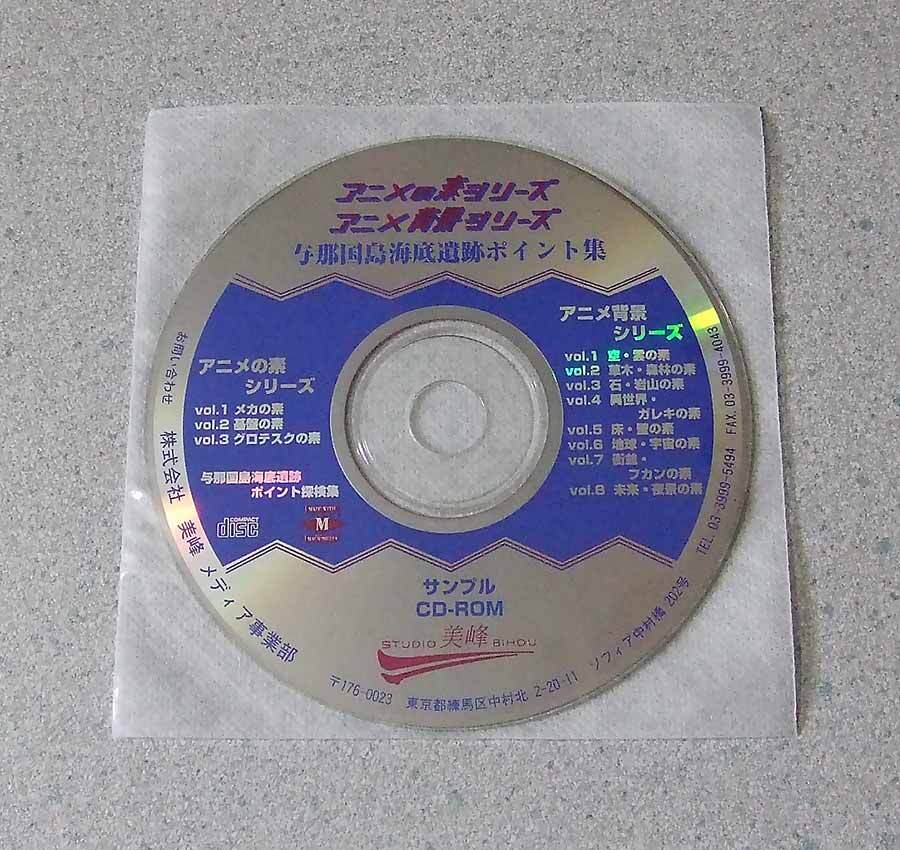 アニメの素シリーズ
アニメ背景シリーズ
与那国島海底遺跡ポイント集
アニメの素
シリーズ
vol.1 メカの素
vol.2 基盤の素
vol.3 グロテスクの素
与那国島海底遺跡
ポイント探検集
COMPACT
disc
MADE WITH
M
MACROMEDIA
アニメ背景
シリーズ
vol.1 空・雲の素
vol.2 草木・森林の素
vol.3 石・岩山の素
vol.4 異世界・
ガレキの素
vol.5 床・壁の素
vol.6 地球・宇宙の素
vol.7 街並・
フカンの素
vol.8 未来・夜景の素
サンプル
CD-ROM
STUDIO 美峰 BIHOU
お問い合わせ 株式会社 美峰 メディア事業部
〒176-0023 東京都練馬区中村北 2-20-11 ソフィア中村橋 202号 TEL. 03-3999-5494 FAX. 03-3999-4043